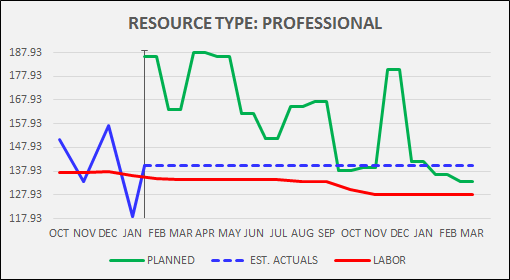 RESOURCE TYPE: PROFESSIONAL
187.93
177.93
167.93
157.93
147.93
137.93
127.93
117.93
OCT NOV DEC JAN FEB MAR APR MAY JUN JUL AUG SEP OCT NOV DEC JAN FEB MAR
PLANNED EST. ACTUALS LABOR